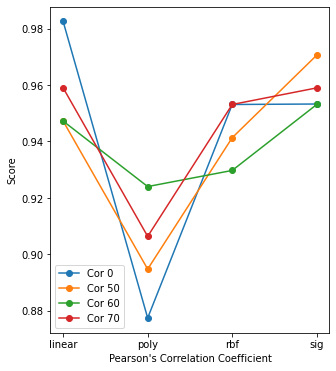 0.98
0.96
0.94
0.92
0.90
0.88
Score
Cor 0
Cor 50
Cor 60
Cor 70
linear poly rbf sig
Pearson's Correlation Coefficient